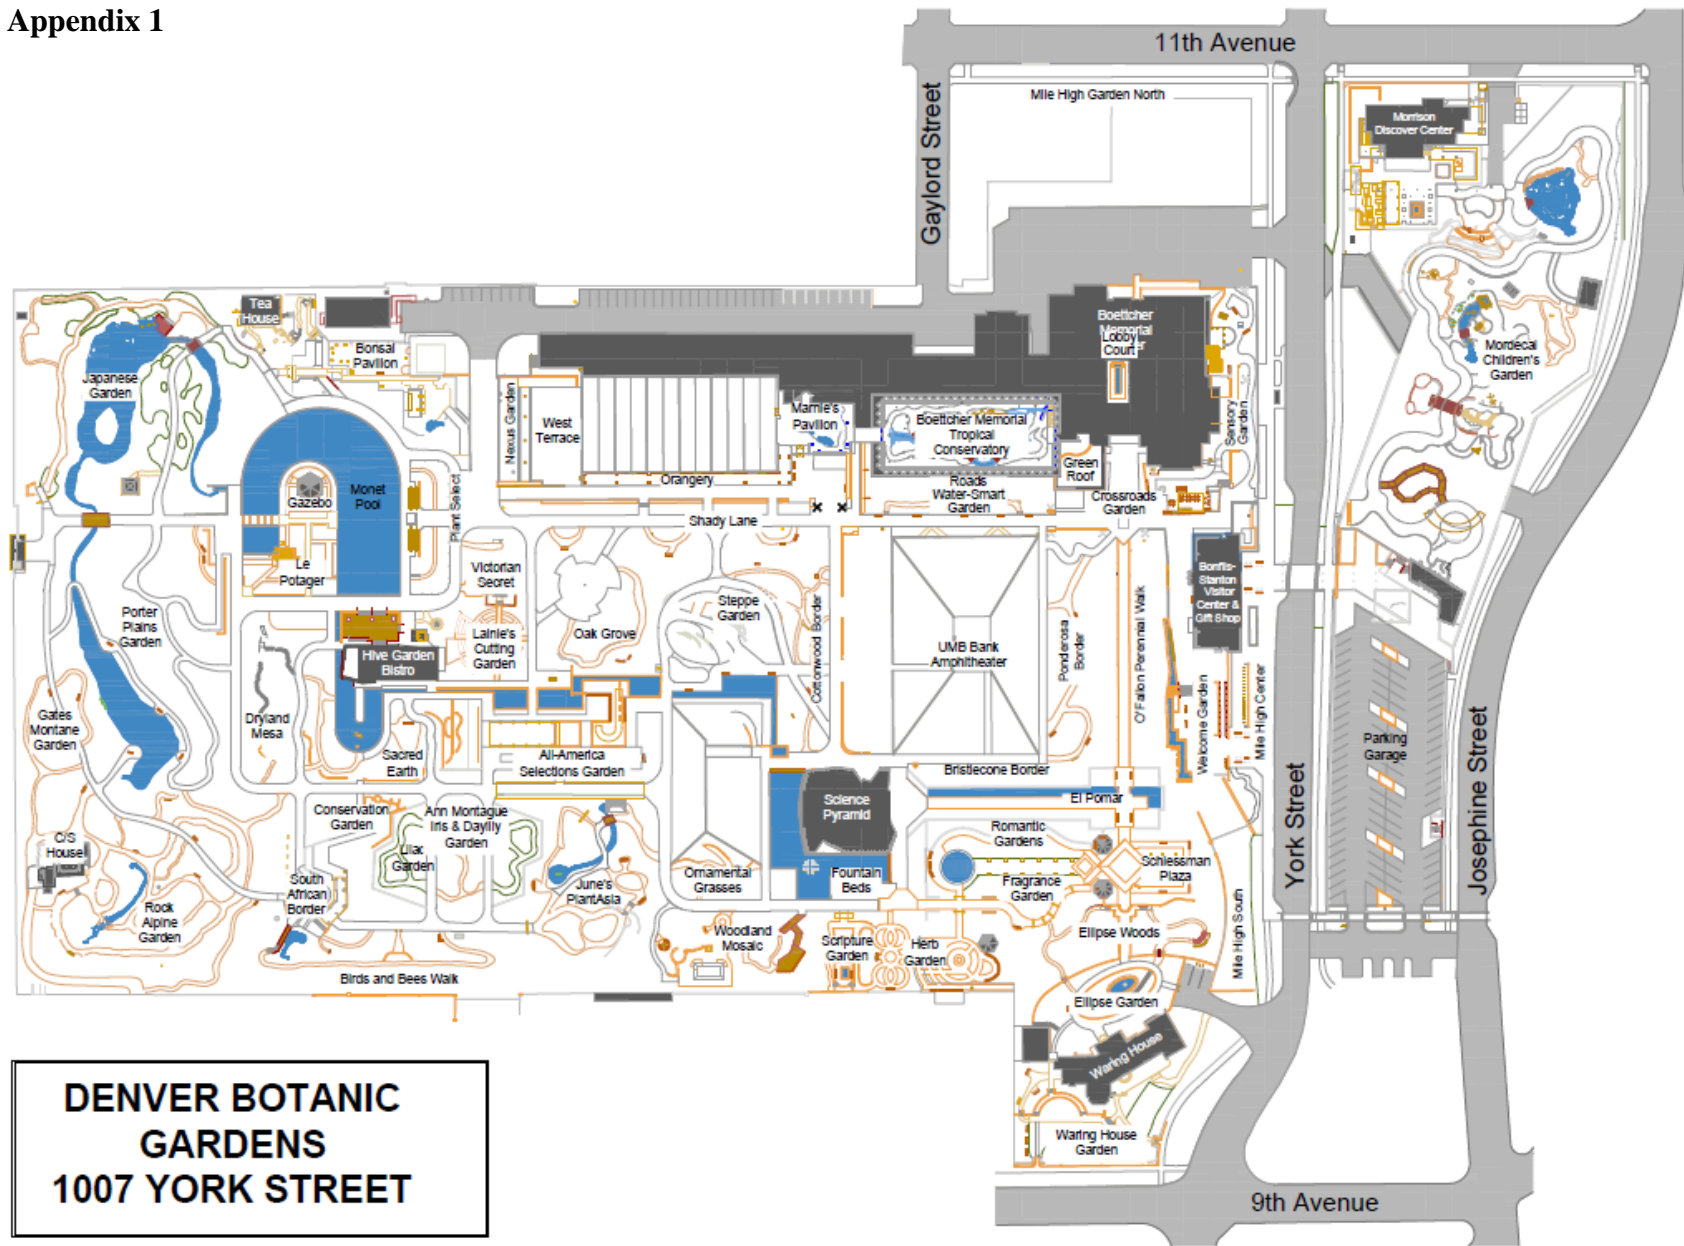 Appendix 1
11th Avenue
Mile High Garden North
Gaylord Street
Morrison
Discover Center
Tea
House
Bonsai
Pavilion
Japanese
Garden
Boettcher
Memorial
Lobby
Court
Mordecai
Children's
Garden
Nexus Garden
West
Terrace
Marnie's
Pavilion
Boettcher Memorial
Tropical
Conservatory
Sensory
Garden
Green
Roof
Gazebo
Monet
Pool
Plant Select
Orangery
Roads
Water-Smart
Garden
Crossroads
Garden
Shady Lane
Le
Potager
Victorian
Secret
Bonfils-
Stanton
Visitor
Center &
Gift Shop
Porter
Plains
Garden
Lainie's
Cutting
Garden
Oak Grove
Steppe
Garden
Cottonwood Border
UMB Bank
Amphitheater
Ponderosa
Border
O'Fallon Perennial Walk
Hive Garden
Bistro
Gates
Montane
Garden
Dryland
Mesa
Sacred
Earth
All-America
Selections Garden
Welcome Garden
Mile High Center
Parking
Garage
York Street
Josephine Street
Bristlecone Border
El Pomar
Conservation
Garden
Ann Montague
Iris & Daylily
Garden
Lilac
Garden
Science
Pyramid
Romantic
Gardens
C/S
House
South
African
Border
June's
PlantAsia
Ornamental
Grasses
Fountain
Beds
Fragrance
Garden
Schlessman
Plaza
Rock
Alpine
Garden
Woodland
Mosaic
Scripture
Garden
Herb
Garden
Ellipse Woods
Mile High South
Birds and Bees Walk
Ellipse Garden
Waring House
Waring House
Garden
9th Avenue
DENVER BOTANIC
GARDENS
1007 YORK STREET